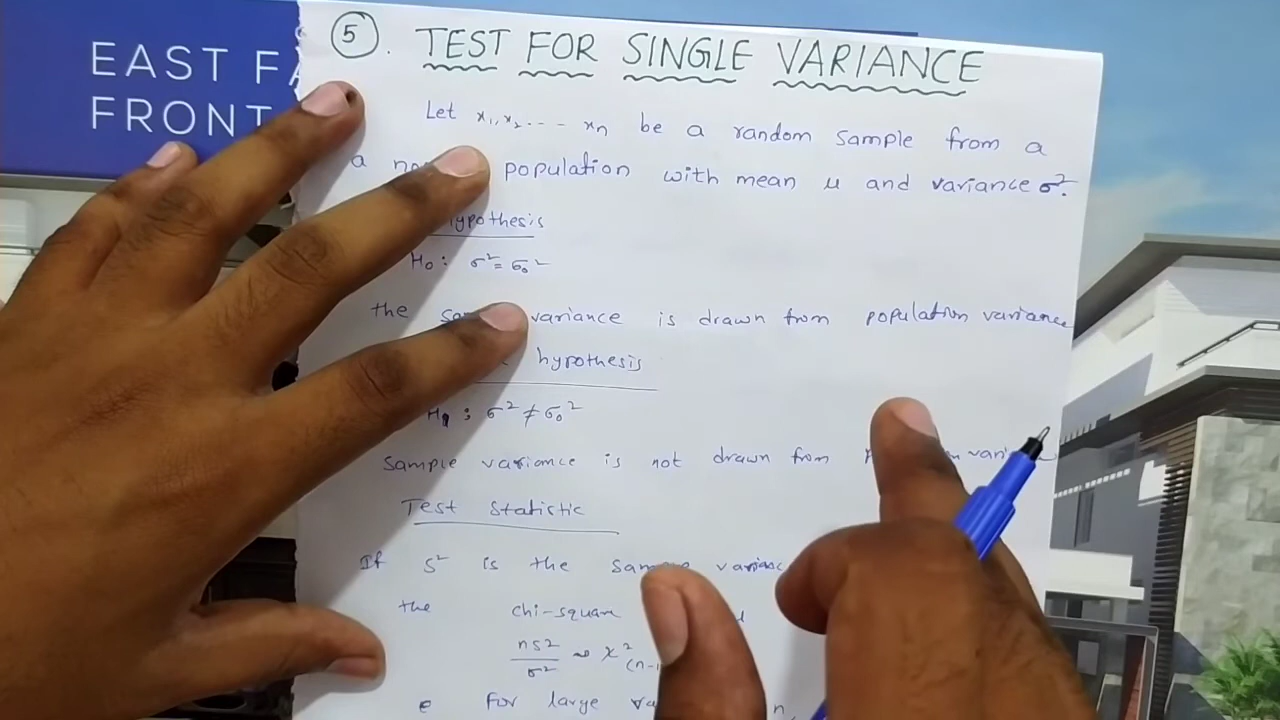 EAST FA
FRONT
5. TEST FOR SINGLE VARIANCE
Let x₁, x₂ ---- xn be a random sample from a
a population with mean μ and variance σ².
hypothesis
H₀: σ² = σ₀²
the variance is drawn from population variance
hypothesis
H₁ : σ² ≠ σ₀²
Sample variance is not drawn from
Test Statistic
If S² is the
the chi-squar
ns²/σ² ~ χ²(n-1
For large n,